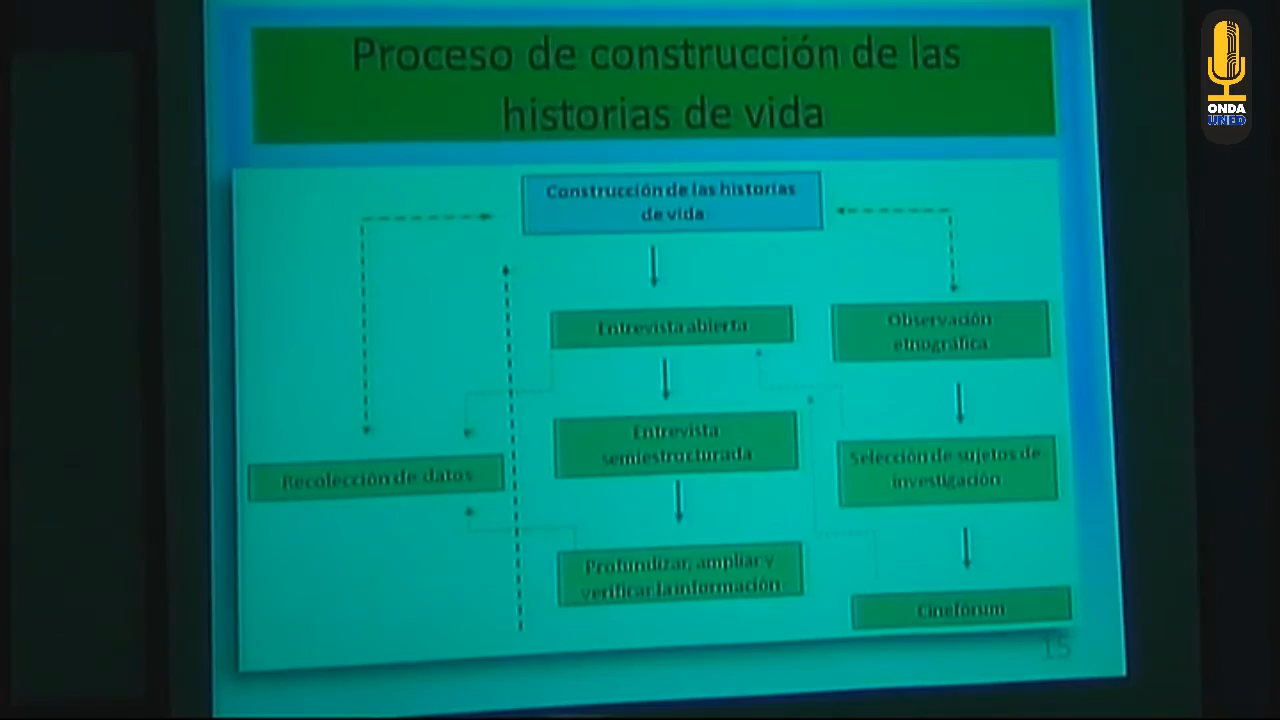 Proceso de construcción de las
historias de vida
Construcción de las historias
de vida
Entrevista abierta
Observación
etnográfica
Entrevista
semiestructurada
Selección de sujetos de
investigación
Recolección de datos
Profundizar, ampliar y
verificar la información
Cinefórum
15
ONDA
UNED